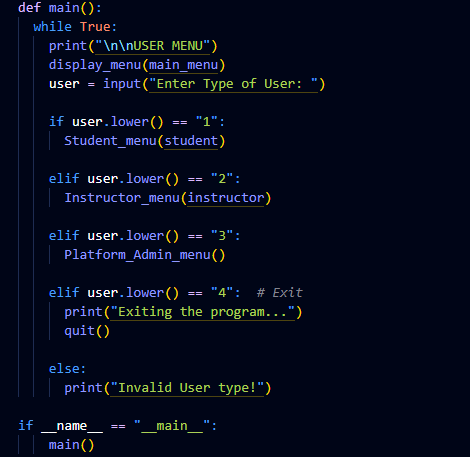 def main():
  while True:
    print("\n\nUSER MENU")
    display_menu(main_menu)
    user = input("Enter Type of User: ")

    if user.lower() == "1":
      Student_menu(student)

    elif user.lower() == "2":
      Instructor_menu(instructor)

    elif user.lower() == "3":
      Platform_Admin_menu()

    elif user.lower() == "4":  # Exit
      print("Exiting the program...")
      quit()

    else:
      print("Invalid User type!")

if __name__ == "__main__":
    main()